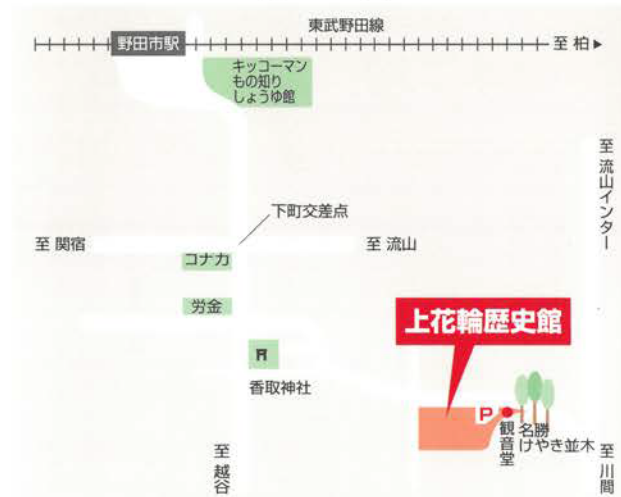 東武野田線
野田市駅
至 柏
キッコーマン
もの知り
しょうゆ館
至 流山インター
下町交差点
至 関宿
至 流山
コナカ
労金
上花輪歴史館
香取神社
P
観音堂
名勝
けやき並木
至 越谷
至 川間